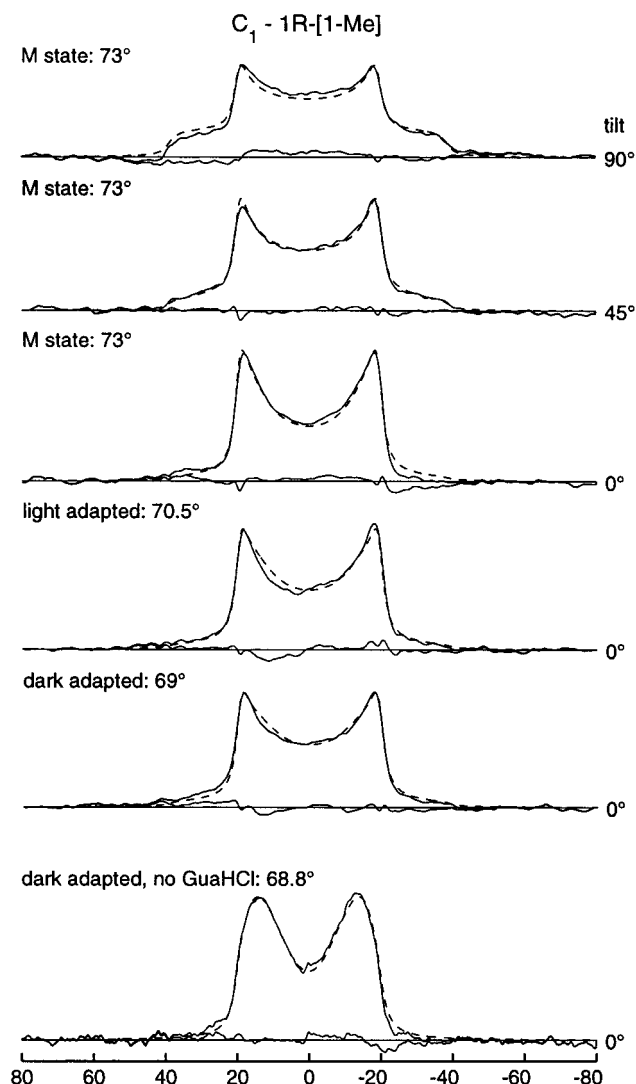 C1 - 1R-[1-Me]
M state: 73°
tilt
90°
M state: 73°
45°
M state: 73°
0°
light adapted: 70.5°
0°
dark adapted: 69°
0°
dark adapted, no GuaHCl: 68.8°
0°
80 60 40 20 0 -20 -40 -60 -80